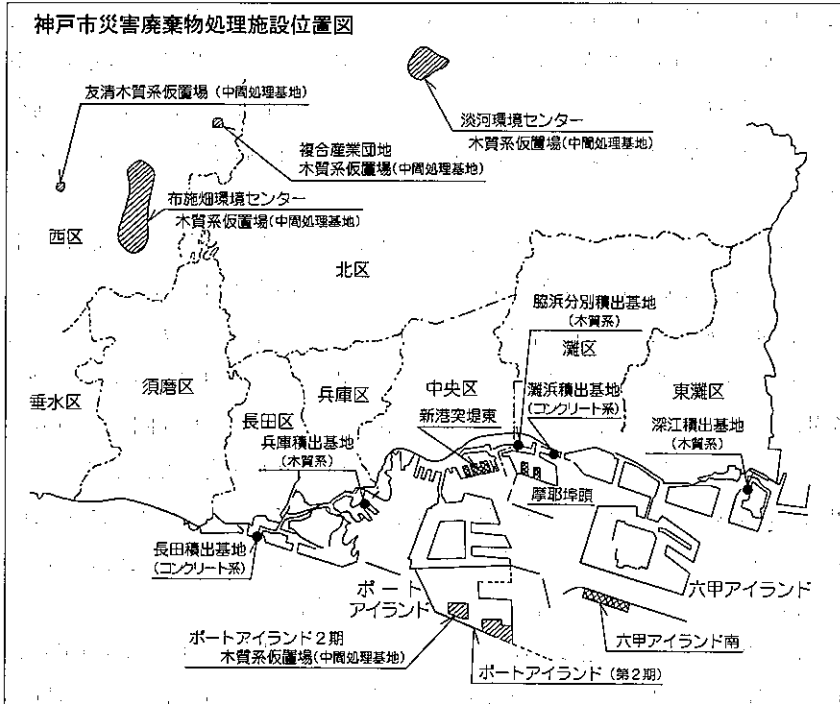 神戸市災害廃棄物処理施設位置図
友清木質系仮置場（中間処理基地）
淡河環境センター
木質系仮置場（中間処理基地）
複合産業団地
木質系仮置場（中間処理基地）
布施畑環境センター
木質系仮置場（中間処理基地）
西区
北区
脇浜分別積出基地
（木質系）
灘区
垂水区
須磨区
長田区
兵庫区
中央区
東灘区
灘浜積出基地
（コンクリート系）
新港突堤東
兵庫積出基地
（木質系）
深江積出基地
（木質系）
摩耶埠頭
長田積出基地
（コンクリート系）
ポート
アイランド
六甲アイランド
ポートアイランド２期
木質系仮置場（中間処理基地）
六甲アイランド南
ポートアイランド（第２期）